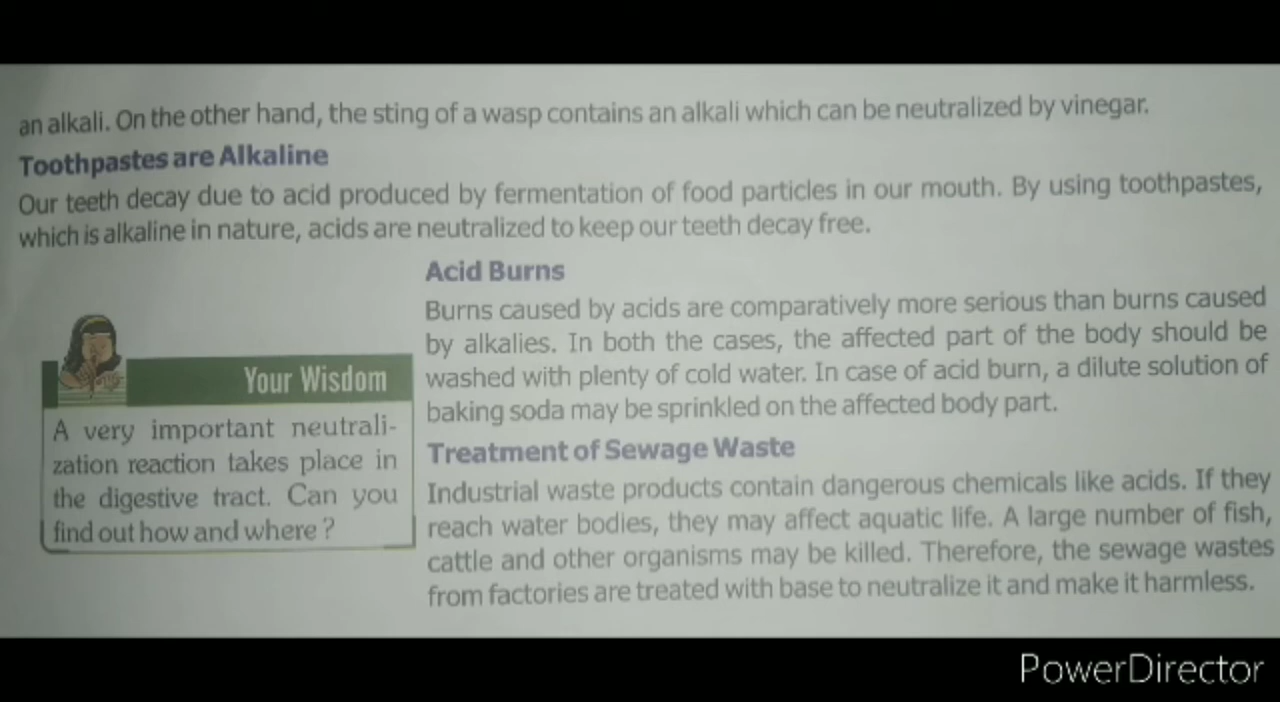 an alkali. On the other hand, the sting of a wasp contains an alkali which can be neutralized by vinegar.
Toothpastes are Alkaline
Our teeth decay due to acid produced by fermentation of food particles in our mouth. By using toothpastes,
which is alkaline in nature, acids are neutralized to keep our teeth decay free.
Acid Burns
Burns caused by acids are comparatively more serious than burns caused
by alkalies. In both the cases, the affected part of the body should be
washed with plenty of cold water. In case of acid burn, a dilute solution of
baking soda may be sprinkled on the affected body part.
Your Wisdom
A very important neutrali-
zation reaction takes place in
the digestive tract. Can you
find out how and where ?
Treatment of Sewage Waste
Industrial waste products contain dangerous chemicals like acids. If they
reach water bodies, they may affect aquatic life. A large number of fish,
cattle and other organisms may be killed. Therefore, the sewage wastes
from factories are treated with base to neutralize it and make it harmless.
PowerDirector